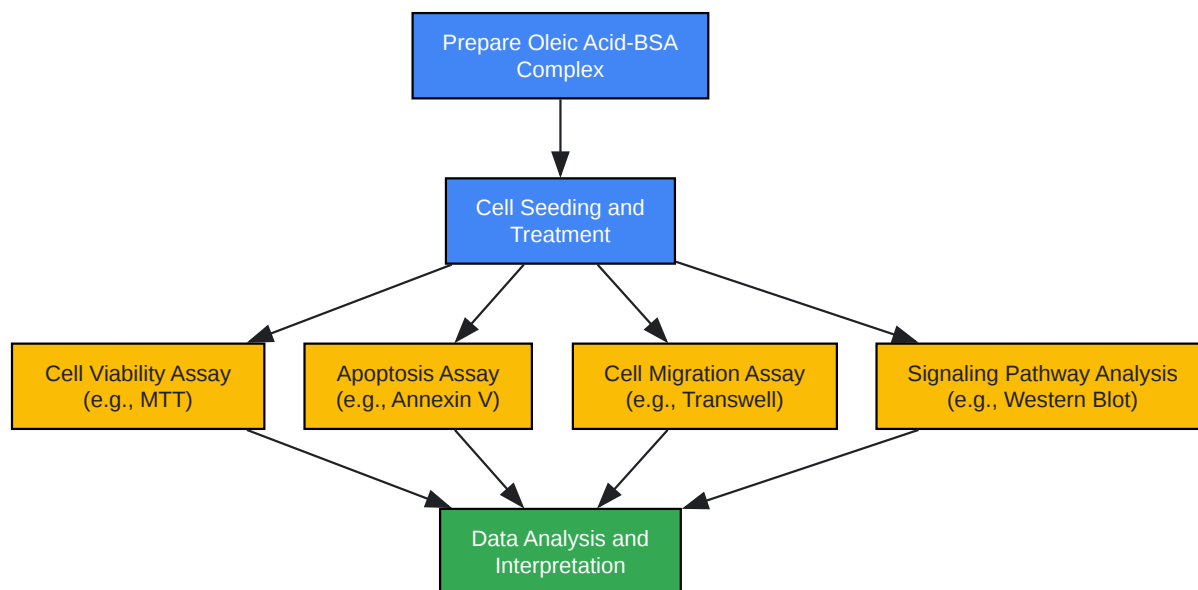 Prepare Oleic Acid-BSA
Complex
Cell Seeding and
Treatment
Cell Viability Assay
(e.g., MTT)
Apoptosis Assay
(e.g., Annexin V)
Cell Migration Assay
(e.g., Transwell)
Signaling Pathway Analysis
(e.g., Western Blot)
Data Analysis and
Interpretation